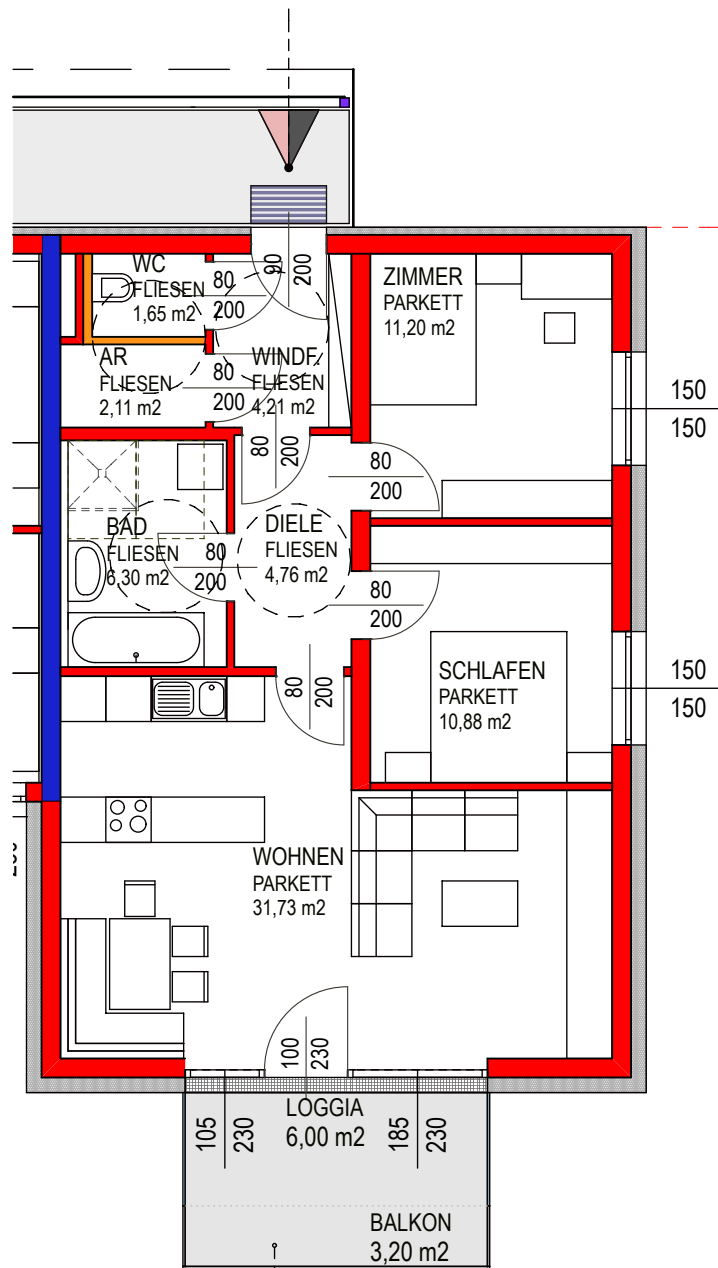 90
200
WC
FLIESEN
1,65 m2
80
200
ZIMMER
PARKETT
11,20 m2
AR
FLIESEN
2,11 m2
80
200
WINDF.
FLIESEN
4,21 m2
150
150
80
200
80
200
BAD
FLIESEN
6,30 m2
80
200
DIELE
FLIESEN
4,76 m2
80
200
80
200
SCHLAFEN
PARKETT
10,88 m2
150
150
WOHNEN
PARKETT
31,73 m2
100
230
105
230
LOGGIA
6,00 m2
185
230
BALKON
3,20 m2